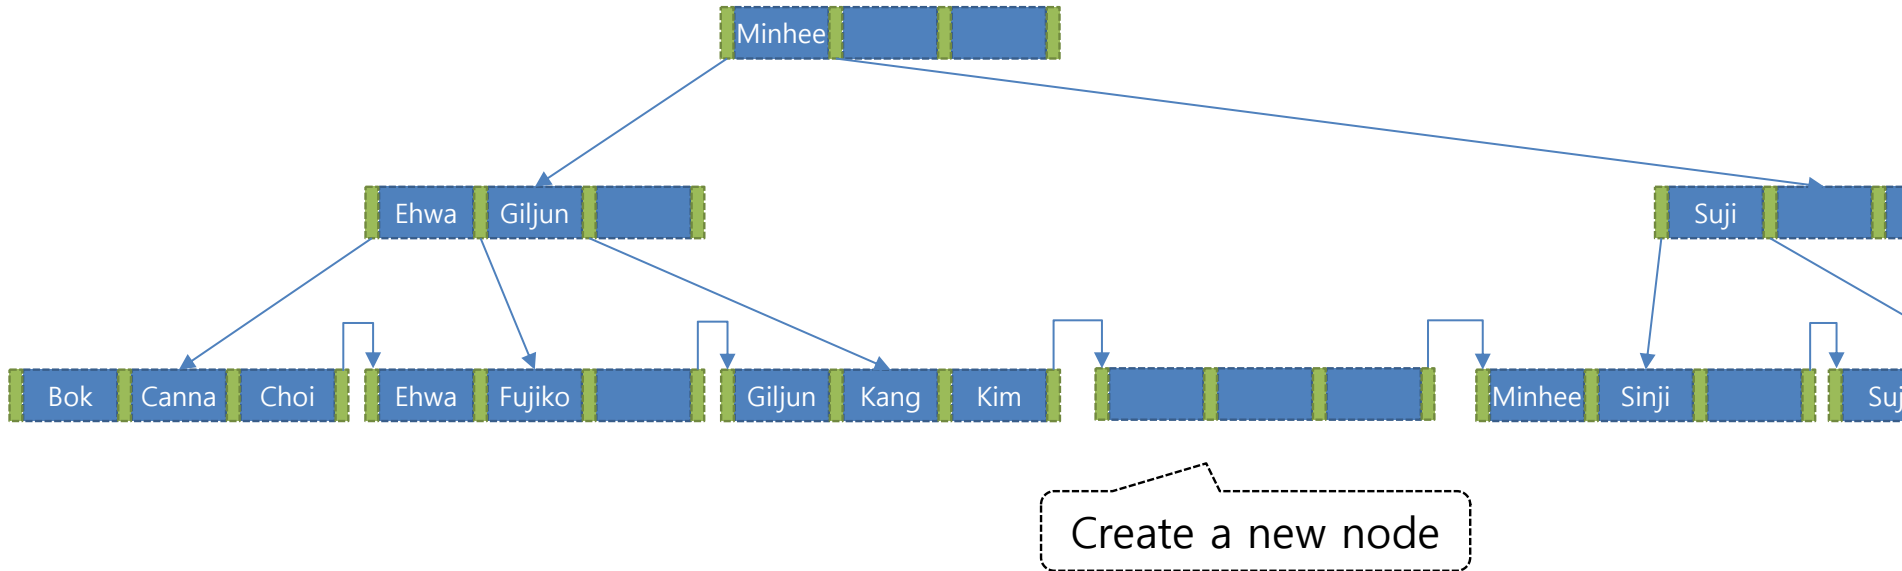 Minhee
Ehwa Giljun
Suji
Bok Canna Choi
Ehwa Fujiko
Giljun Kang Kim
Minhee Sinji
Create a new node